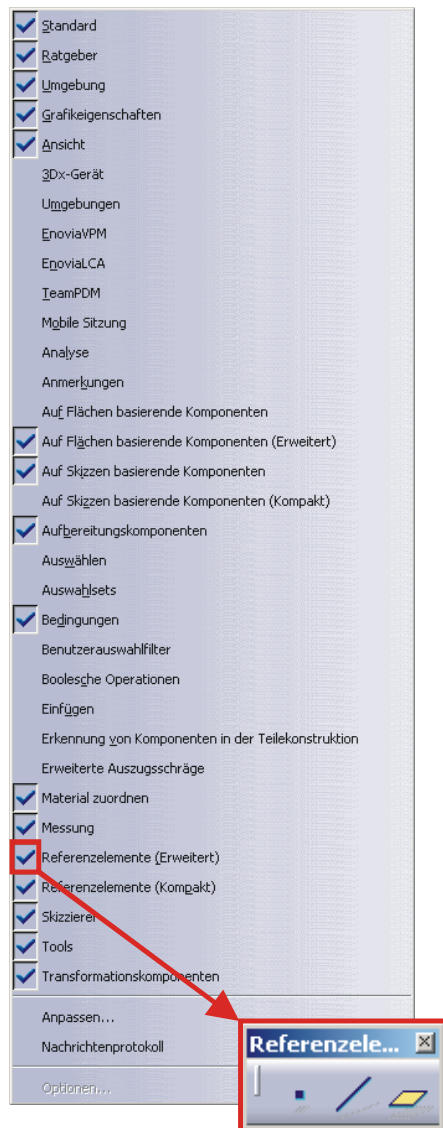 Standard
Ratgeber
Umgebung
Grafikeigenschaften
Ansicht
3Dx-Gerät
Umgebungen
EnoviaVPM
EnoviaLCA
TeamPDM
Mobile Sitzung
Analyse
Anmerkungen
Auf Flächen basierende Komponenten
Auf Flächen basierende Komponenten (Erweitert)
Auf Skizzen basierende Komponenten
Auf Skizzen basierende Komponenten (Kompakt)
Aufbereitungskomponenten
Auswählen
Auswahlsets
Bedingungen
Benutzerauswahlfilter
Boolesche Operationen
Einfügen
Erkennung von Komponenten in der Teilekonstruktion
Erweiterte Auszugsschräge
Material zuordnen
Messung
Referenzelemente (Erweitert)
Referenzelemente (Kompakt)
Skizzierer
Tools
Transformationskomponenten
Anpassen...
Nachrichtenprotokoll
Optionen...
Referenzele...